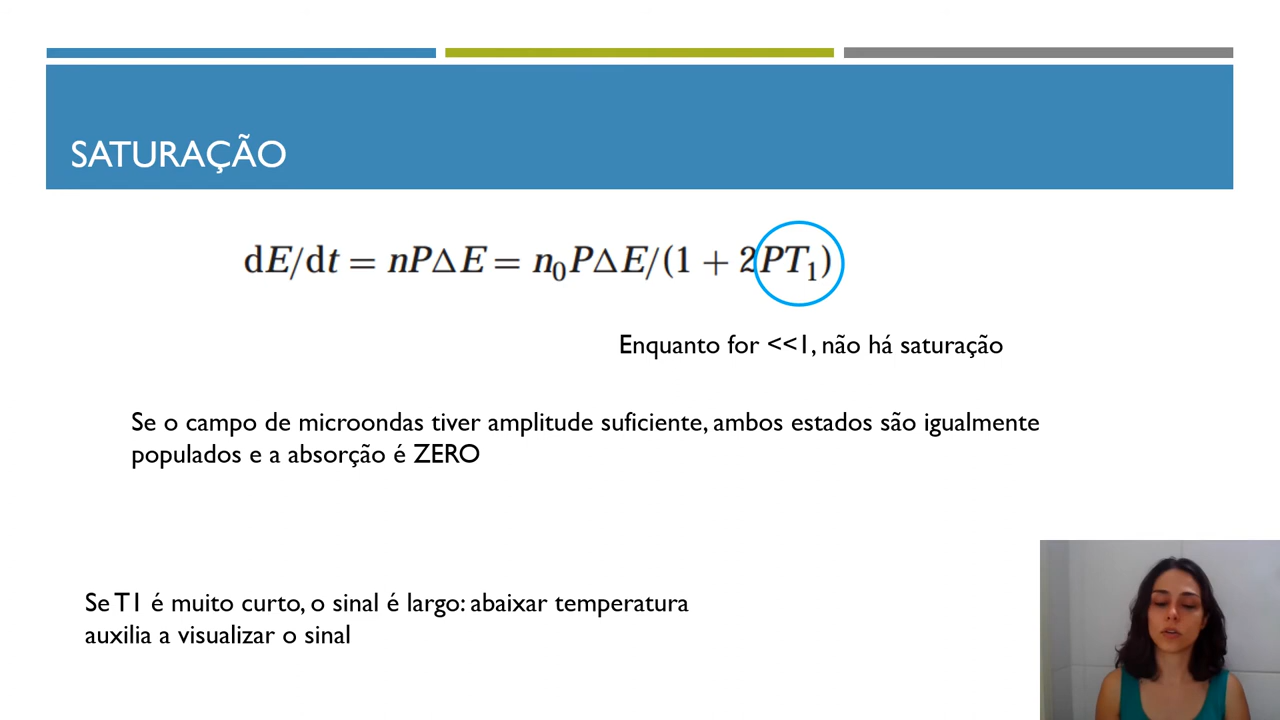 SATURAÇÃO
dE/dt = nPΔE = n₀PΔE/(1 + 2PT₁)
Enquanto for <<1, não há saturação
Se o campo de microondas tiver amplitude suficiente, ambos estados são igualmente
populados e a absorção é ZERO
Se T1 é muito curto, o sinal é largo: abaixar temperatura
auxilia a visualizar o sinal